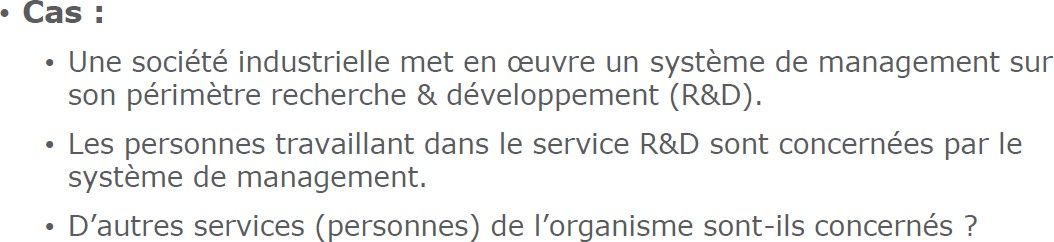 • Cas :
• Une société industrielle met en œuvre un système de management sur
son périmètre recherche & développement (R&D).
• Les personnes travaillant dans le service R&D sont concernées par le
système de management.
• D’autres services (personnes) de l’organisme sont-ils concernés ?